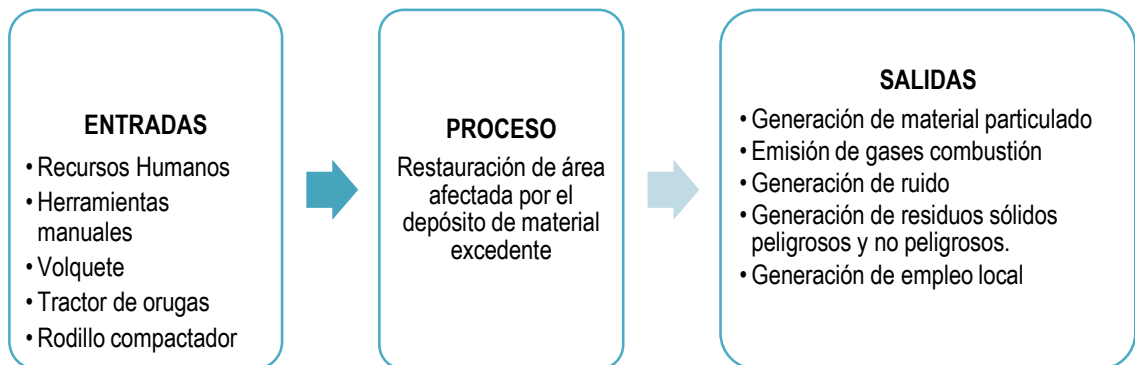 ENTRADAS
• Recursos Humanos
• Herramientas
manuales
• Volquete
• Tractor de orugas
• Rodillo compactador
PROCESO
Restauración de área
afectada por el
depósito de material
excedente
SALIDAS
• Generación de material particulado
• Emisión de gases combustión
• Generación de ruido
• Generación de residuos sólidos
peligrosos y no peligrosos.
• Generación de empleo local